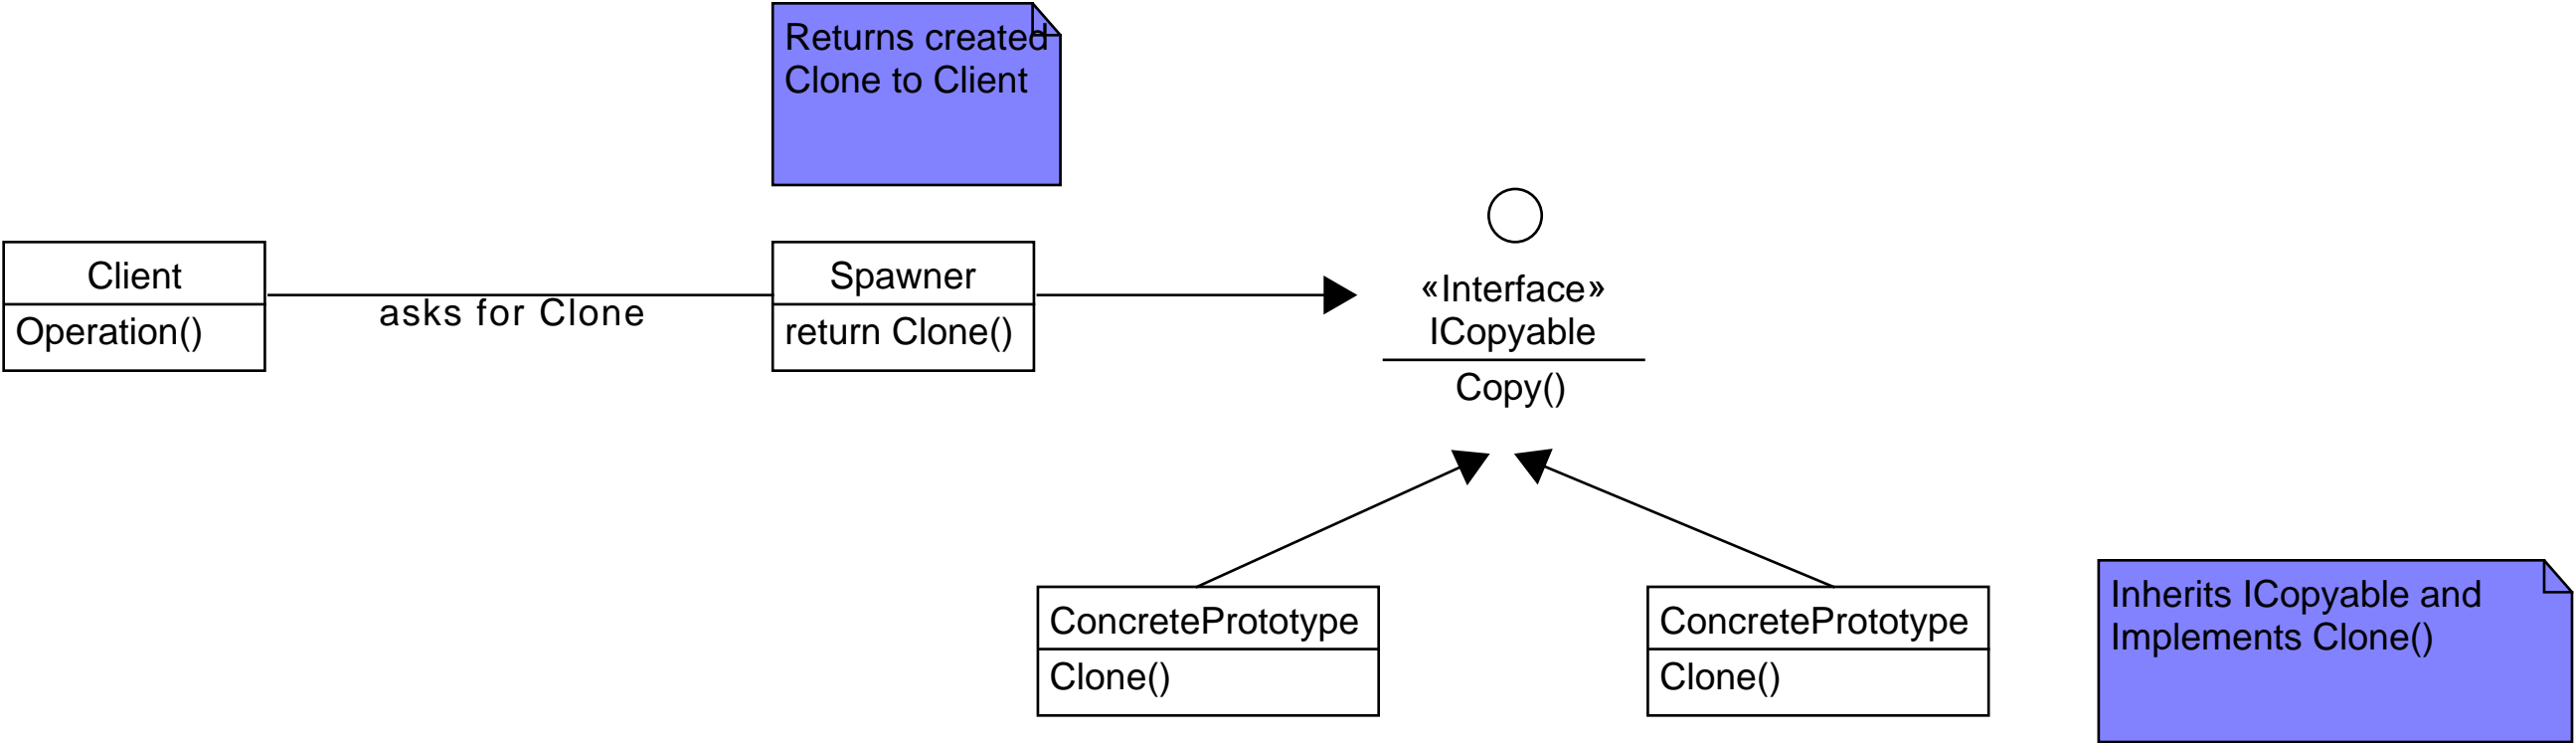 Returns created
Clone to Client
Client
Operation()
asks for Clone
Spawner
return Clone()
«Interface»
ICopyable
Copy()
ConcretePrototype
Clone()
ConcretePrototype
Clone()
Inherits ICopyable and
Implements Clone()